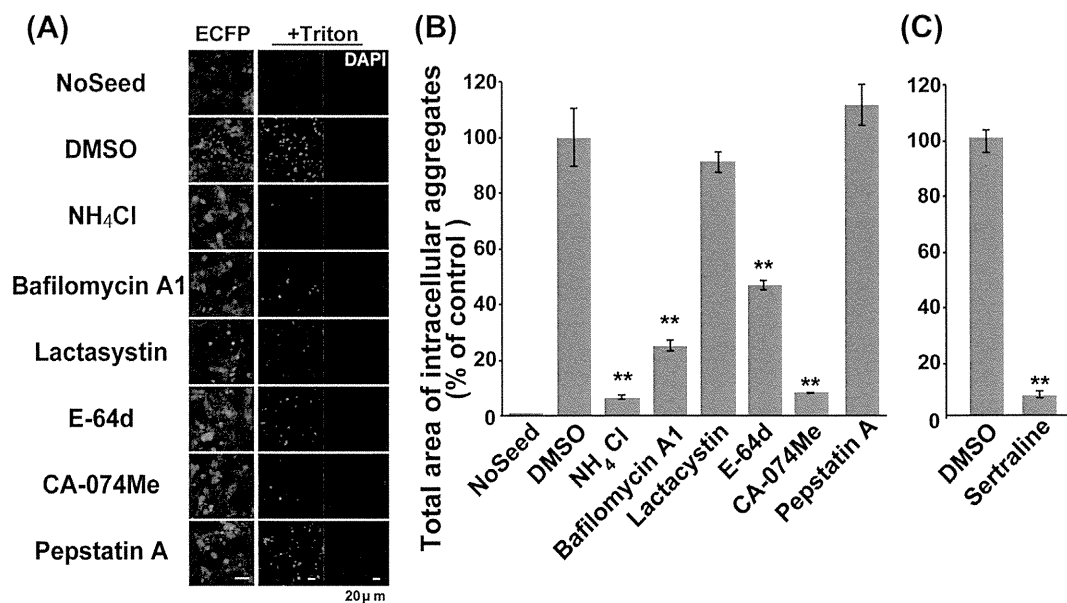 (A)
ECFP
+Triton
DAPI
NoSeed
DMSO
NH₄Cl
Bafilomycin A1
Lactasystin
E-64d
CA-074Me
Pepstatin A
20μm
(B)
Total area of intracellular aggregates
(% of control)
120
100
80
60
40
20
0
**
**
**
**
NoSeed
DMSO
NH₄Cl
Bafilomycin A1
Lactacystin
E-64d
CA-074Me
Pepstatin A
(C)
120
100
80
60
40
20
0
**
DMSO
Sertraline